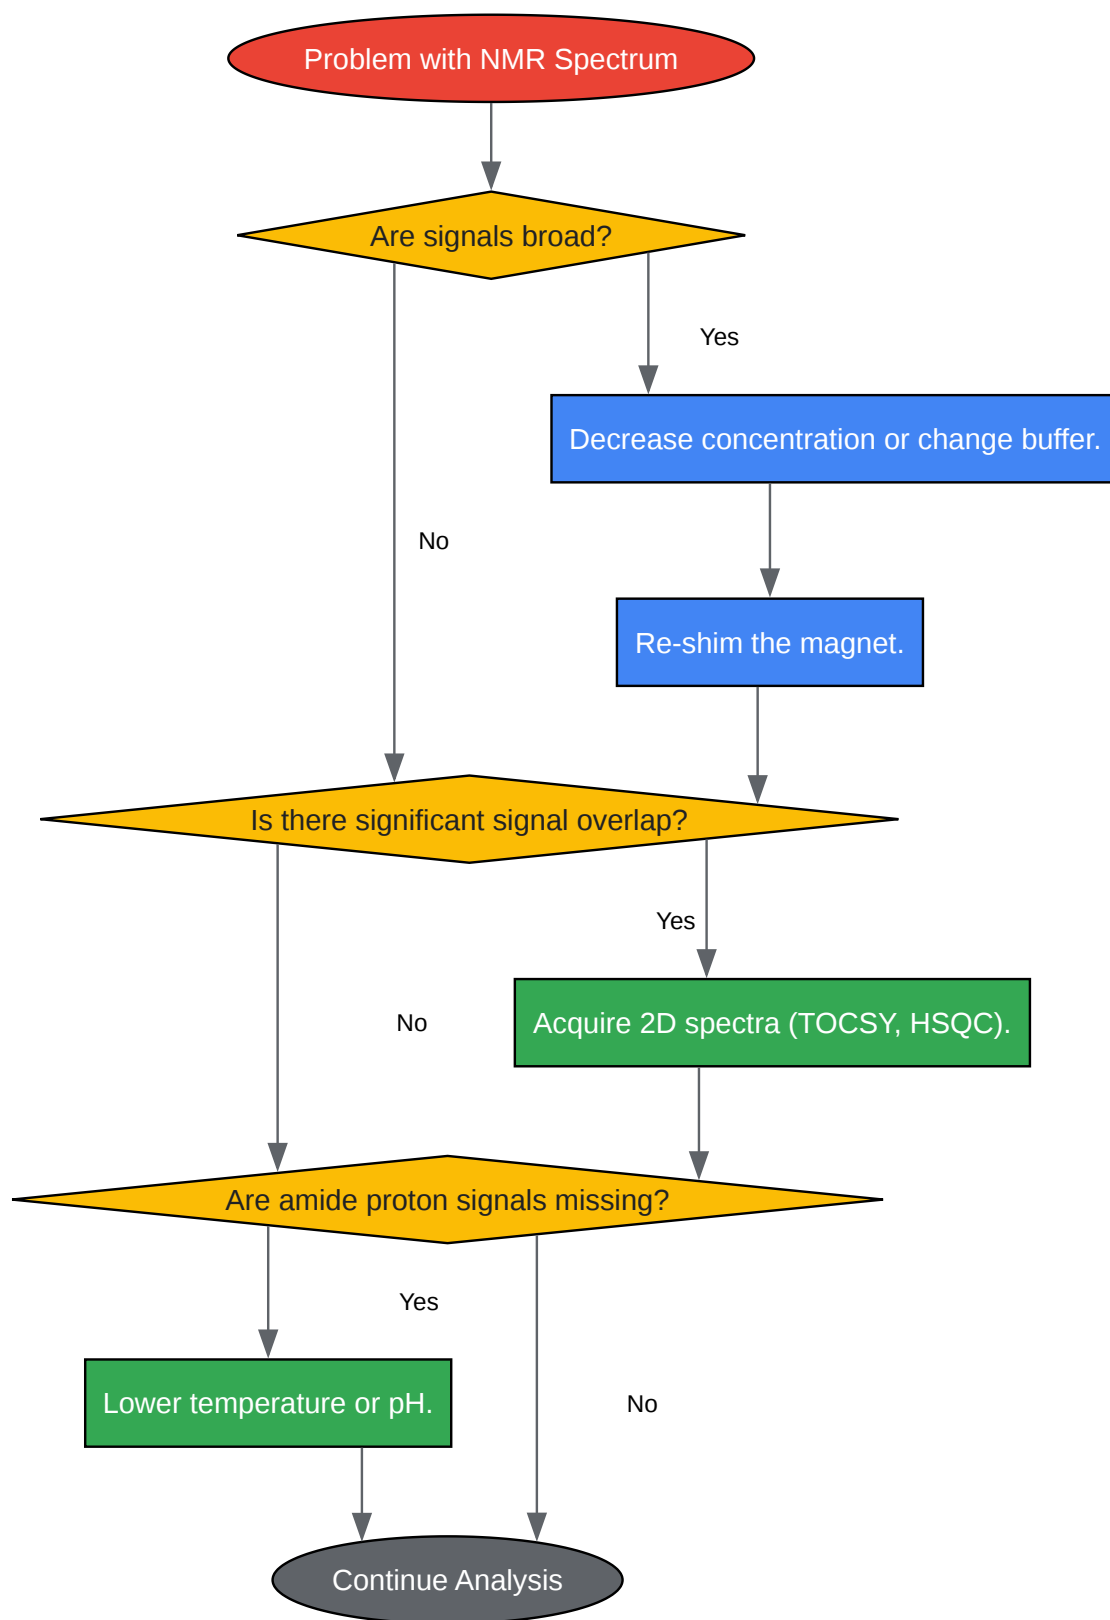 Problem with NMR Spectrum
Are signals broad?
Yes
Decrease concentration or change buffer.
No
Re-shim the magnet.
Is there significant signal overlap?
Yes
No
Acquire 2D spectra (TOCSY, HSQC).
Are amide proton signals missing?
Yes
Lower temperature or pH.
No
Continue Analysis